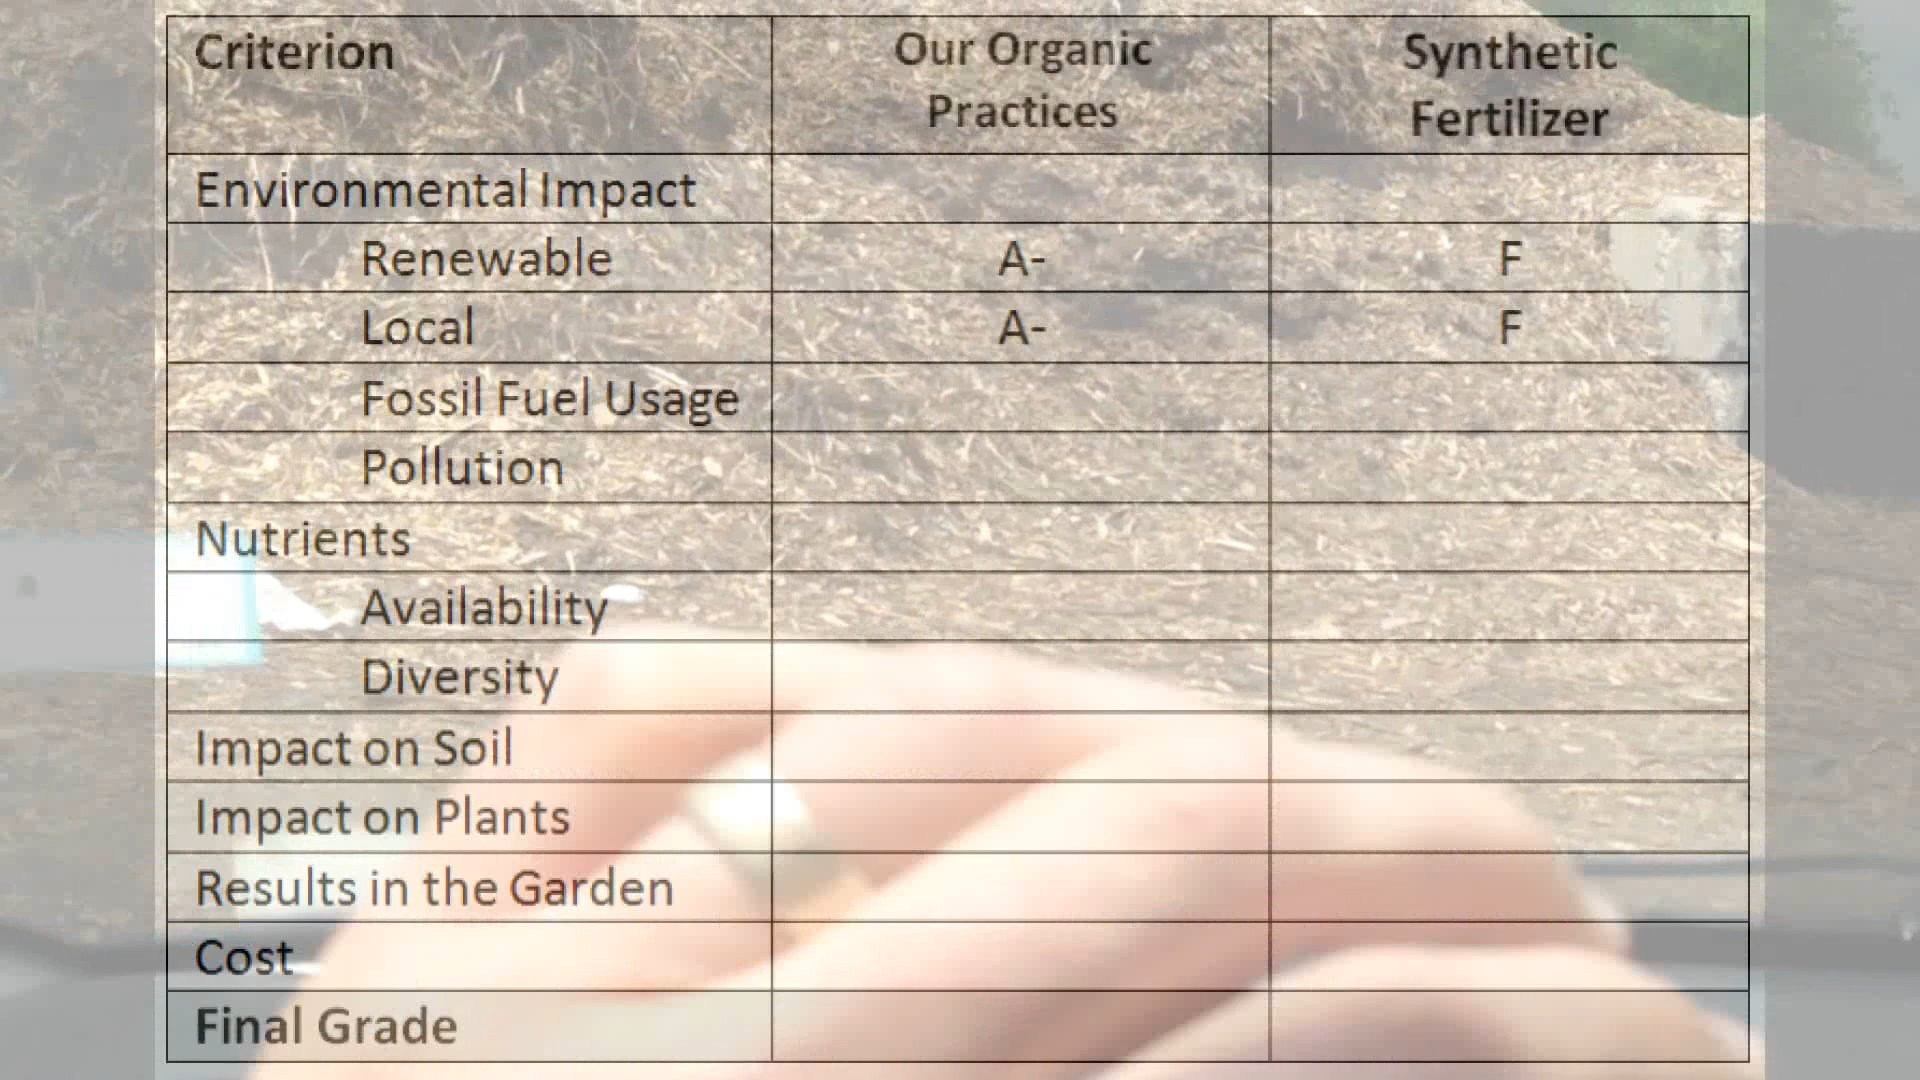 Criterion
Our Organic
Practices
Synthetic
Fertilizer
Environmental Impact
Renewable A- F
Local A- F
Fossil Fuel Usage
Pollution
Nutrients
Availability
Diversity
Impact on Soil
Impact on Plants
Results in the Garden
Cost
Final Grade